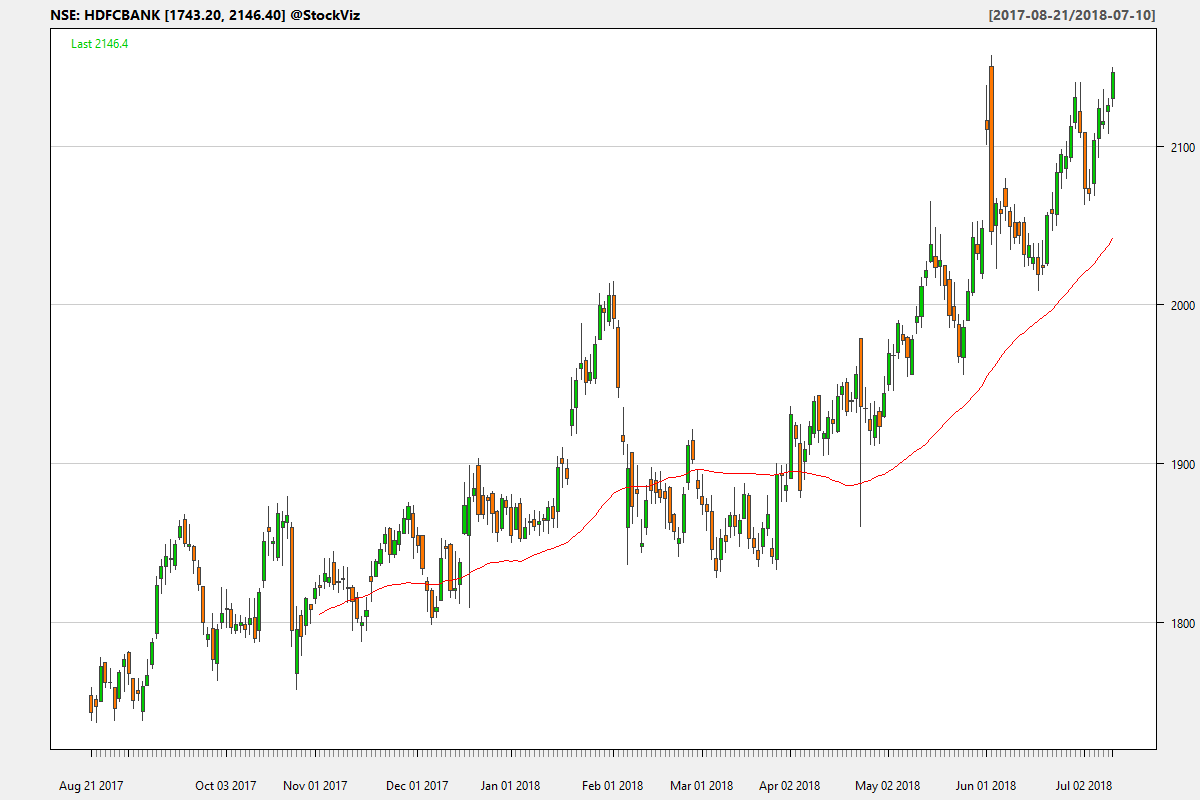 NSE: HDFCBANK [1743.20, 2146.40] @StockViz [2017-08-21/2018-07-10]
Last 2146.4
2100
2000
1900
1800
Aug 21 2017 Oct 03 2017 Nov 01 2017 Dec 01 2017 Jan 01 2018 Feb 01 2018 Mar 01 2018 Apr 02 2018 May 02 2018 Jun 01 2018 Jul 02 2018